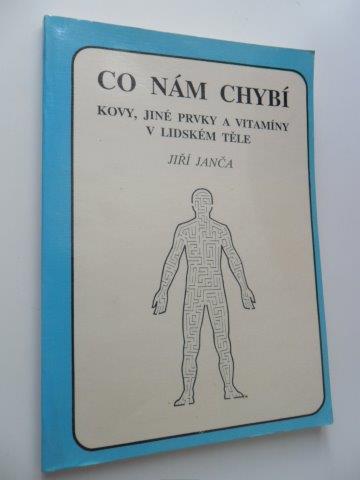 CO NÁM CHYBÍ
KOVY, JINÉ PRVKY A VITAMÍNY
V LIDSKÉM TĚLE
JIŘÍ JANČA